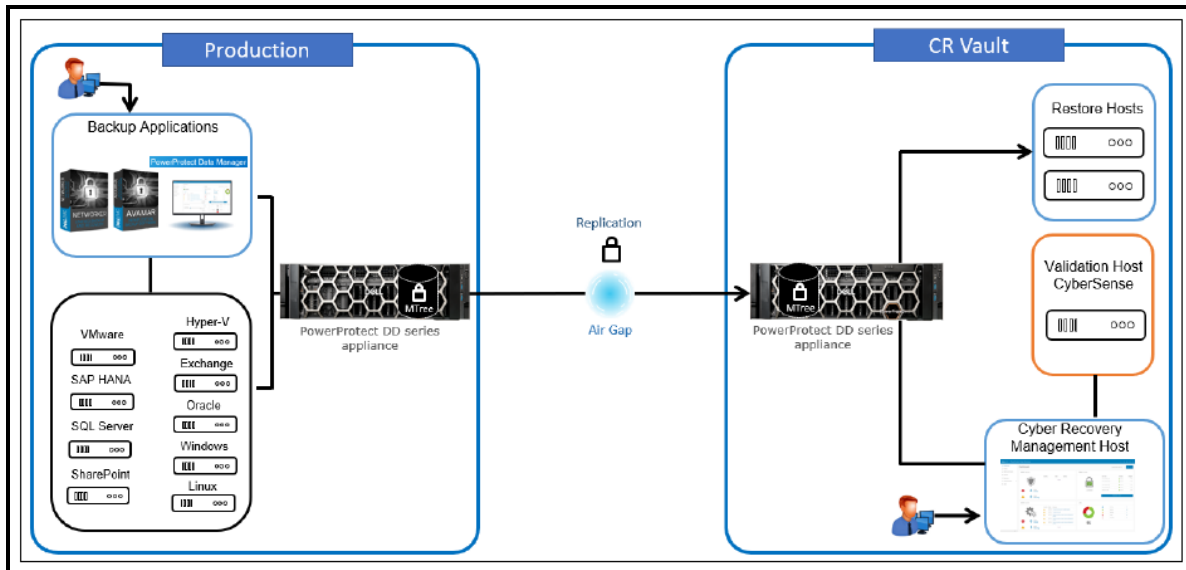 Production
CR Vault
Backup Applications
PowerProtect Data Manager
NETWORKER
AVAMAR
VMware
Hyper-V
SAP HANA
Exchange
SQL Server
Oracle
SharePoint
Windows
Linux
DELL
MTree
PowerProtect DD series
appliance
Replication
Air Gap
MTree
PowerProtect DD series
appliance
Restore Hosts
Validation Host
CyberSense
Cyber Recovery
Management Host